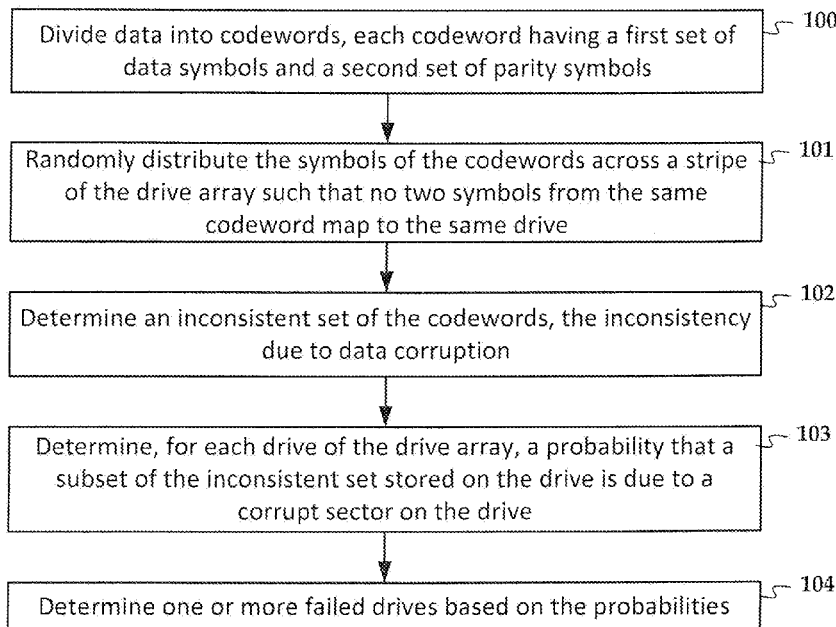 Divide data into codewords, each codeword having a first set of
data symbols and a second set of parity symbols
100
Randomly distribute the symbols of the codewords across a stripe
of the drive array such that no two symbols from the same
codeword map to the same drive
101
Determine an inconsistent set of the codewords, the inconsistency
due to data corruption
102
Determine, for each drive of the drive array, a probability that a
subset of the inconsistent set stored on the drive is due to a
corrupt sector on the drive
103
Determine one or more failed drives based on the probabilities
104